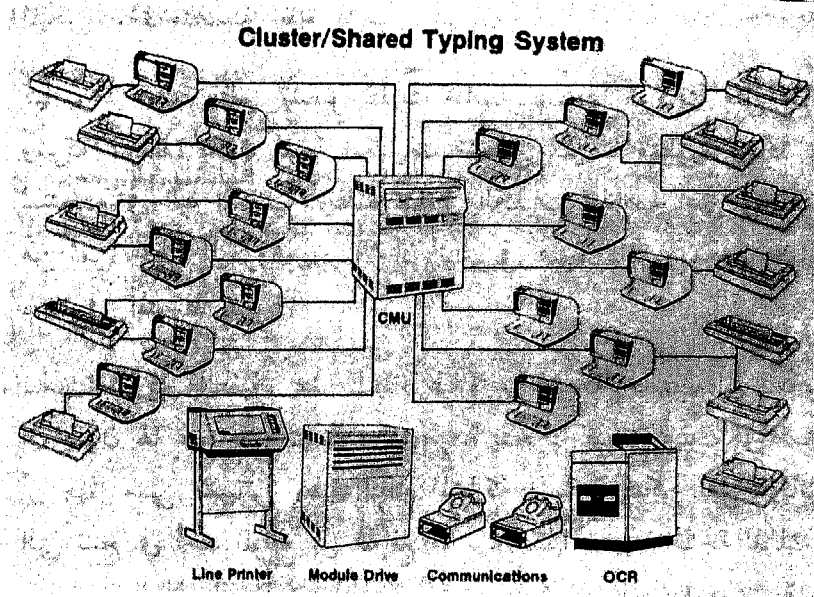 Cluster/Shared Typing System
CMU
Line Printer
Module Drive
Communications
OCR